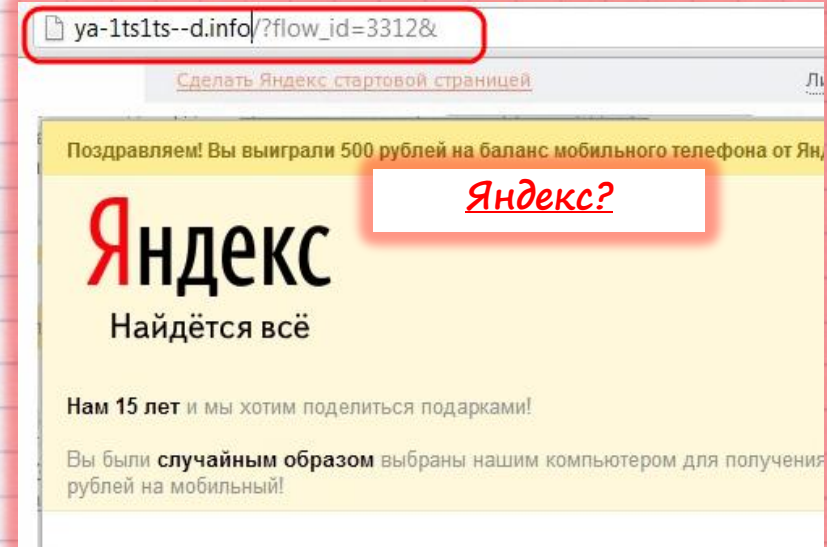 ya-1ts1ts--d.info/?flow_id=3312&
Сделать Яндекс стартовой страницей
Поздравляем! Вы выиграли 500 рублей на баланс мобильного телефона от
Яндекс?
Яндекс
Найдётся всё
Нам 15 лет и мы хотим поделиться подарками!
Вы были случайным образом выбраны нашим компьютером для получения
рублей на мобильный!